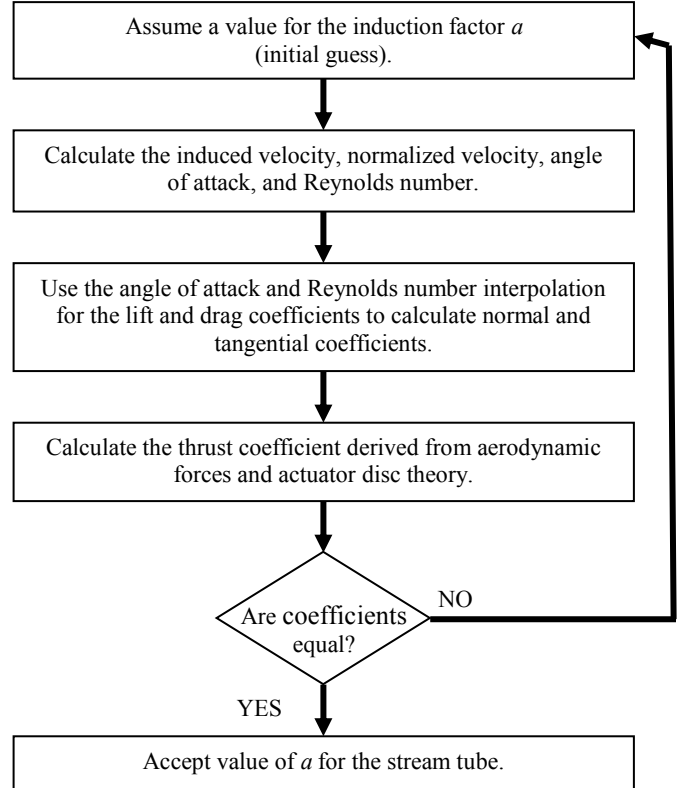 Assume a value for the induction factor a
(initial guess).
Calculate the induced velocity, normalized velocity, angle
of attack, and Reynolds number.
Use the angle of attack and Reynolds number interpolation
for the lift and drag coefficients to calculate normal and
tangential coefficients.
Calculate the thrust coefficient derived from aerodynamic
forces and actuator disc theory.
Are coefficients
equal?
NO
YES
Accept value of a for the stream tube.